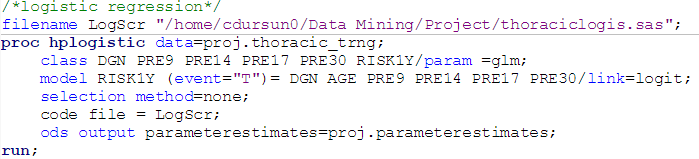 /*logistic regression*/
filename LogScr "/home/cdursun0/Data Mining/Project/thoraciclogis.sas";
proc hplogistic data=proj.thoracic_trng;
class DGN PRE9 PRE14 PRE17 PRE30 RISK1Y/param =glm;
model RISK1Y (event="T")= DGN AGE PRE9 PRE14 PRE17 PRE30/link=logit;
selection method=none;
code file = LogScr;
ods output parameterestimates=proj.parameterestimates;
run;